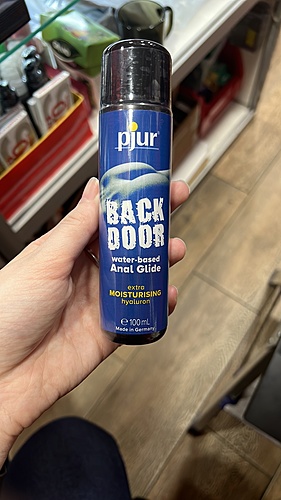 pjur
BACK
DOOR
water-based
Anal Glide
extra
MOISTURISING
hyaluron
℮ 100 mL
Made in Germany